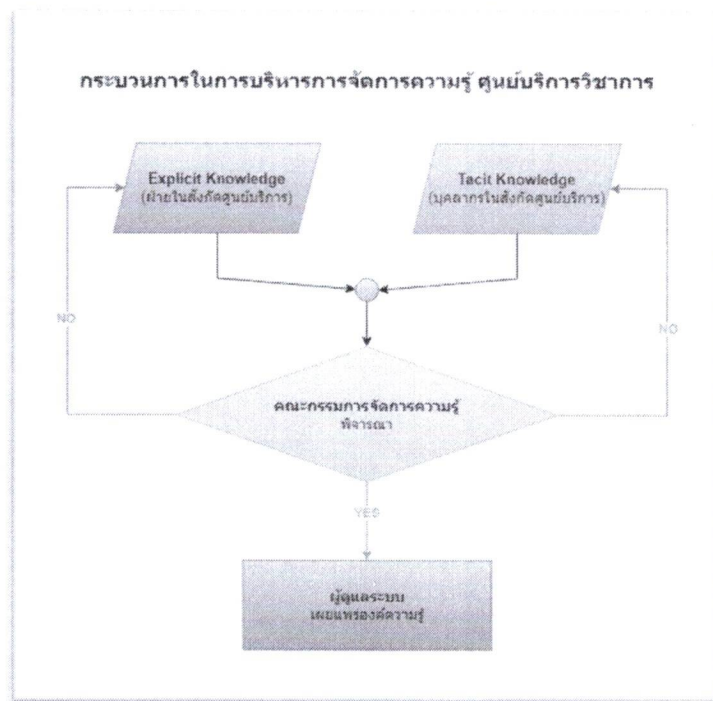 กระบวนการในการบริหารการจัดการความรู้ ศูนย์บริการวิชาการ
Explicit Knowledge
(ฝ่ายในสังกัดศูนย์บริการ)
Tacit Knowledge
(บุคลากรในสังกัดศูนย์บริการ)
NO
NO
คณะกรรมการจัดการความรู้
พิจารณา
YED
ผู้ดูแลระบบ
เผยแพร่องค์ความรู้